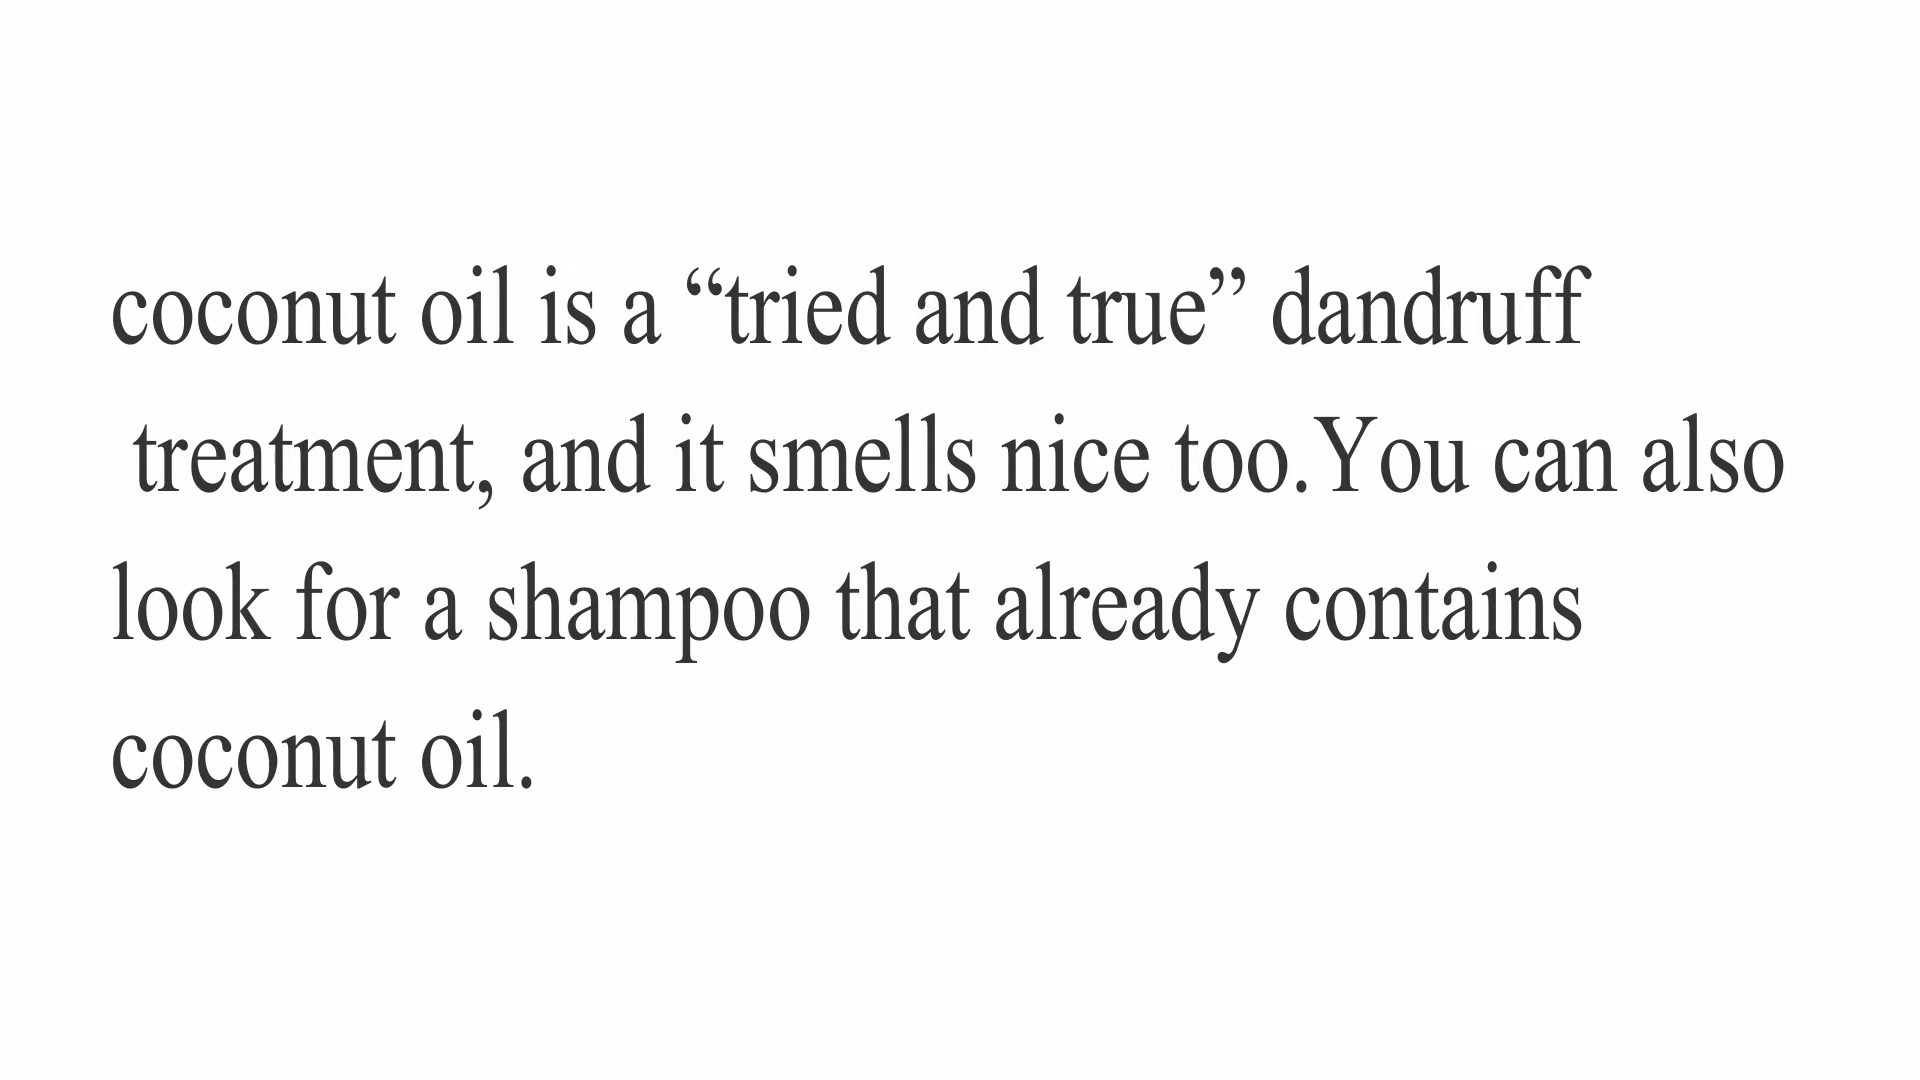 coconut oil is a “tried and true” dandruff
treatment, and it smells nice too.You can also
look for a shampoo that already contains
coconut oil.